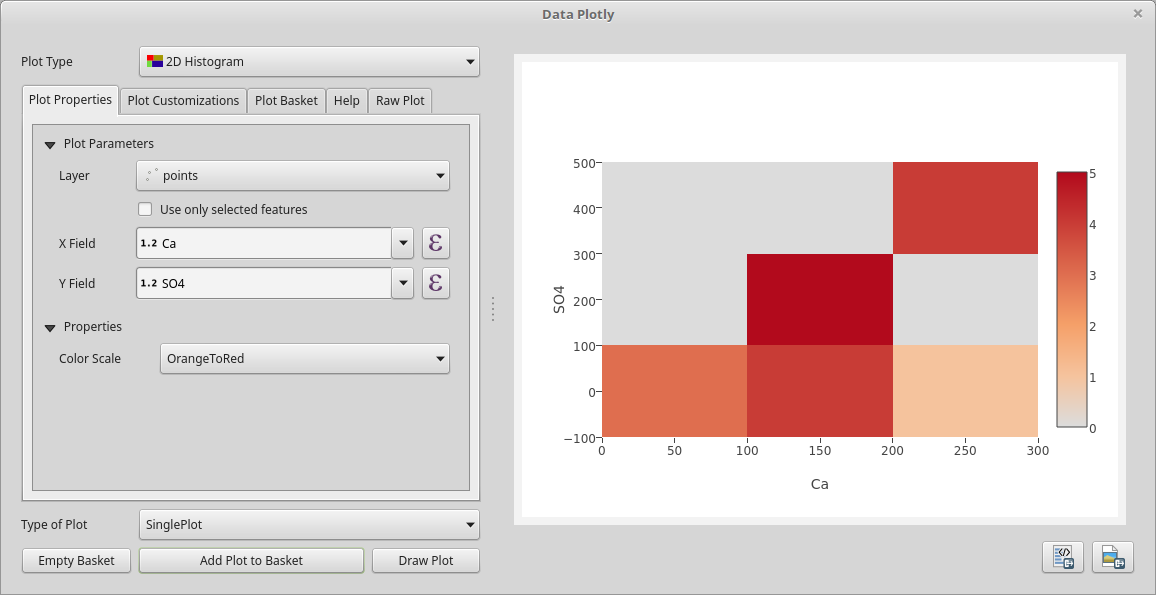 Data Plotly
Plot Type
2D Histogram
Plot Properties
Plot Customizations
Plot Basket
Help
Raw Plot
Plot Parameters
Layer
points
Use only selected features
X Field
1.2 Ca
ε
Y Field
1.2 SO4
ε
Properties
Color Scale
OrangeToRed
Type of Plot
SinglePlot
Empty Basket
Add Plot to Basket
Draw Plot
500
400
300
200
100
0
−100
SO4
0
50
100
150
200
250
300
Ca
5
4
3
2
1
0